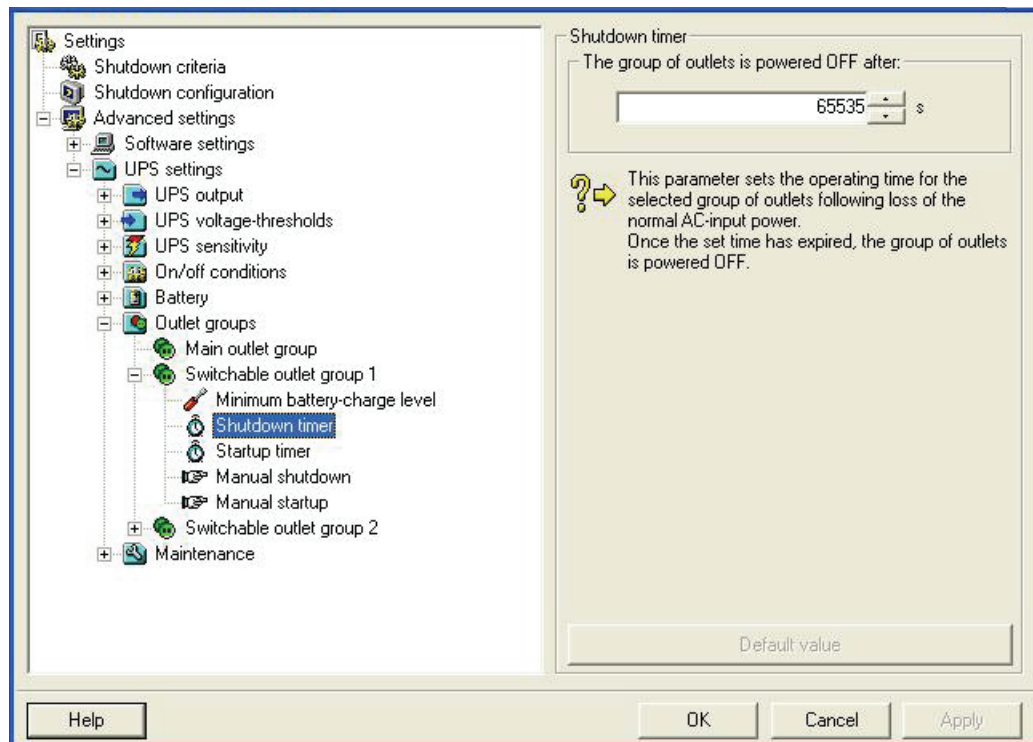 Settings
Shutdown criteria
Shutdown configuration
Advanced settings
Software settings
UPS settings
UPS output
UPS voltage-thresholds
UPS sensitivity
On/off conditions
Battery
Outlet groups
Main outlet group
Switchable outlet group 1
Minimum battery-charge level
Shutdown timer
Startup timer
Manual shutdown
Manual startup
Switchable outlet group 2
Maintenance
Shutdown timer
The group of outlets is powered OFF after:
65535 s
This parameter sets the operating time for the
selected group of outlets following loss of the
normal AC-input power.
Once the set time has expired, the group of outlets
is powered OFF.
Default value
Help
OK
Cancel
Apply